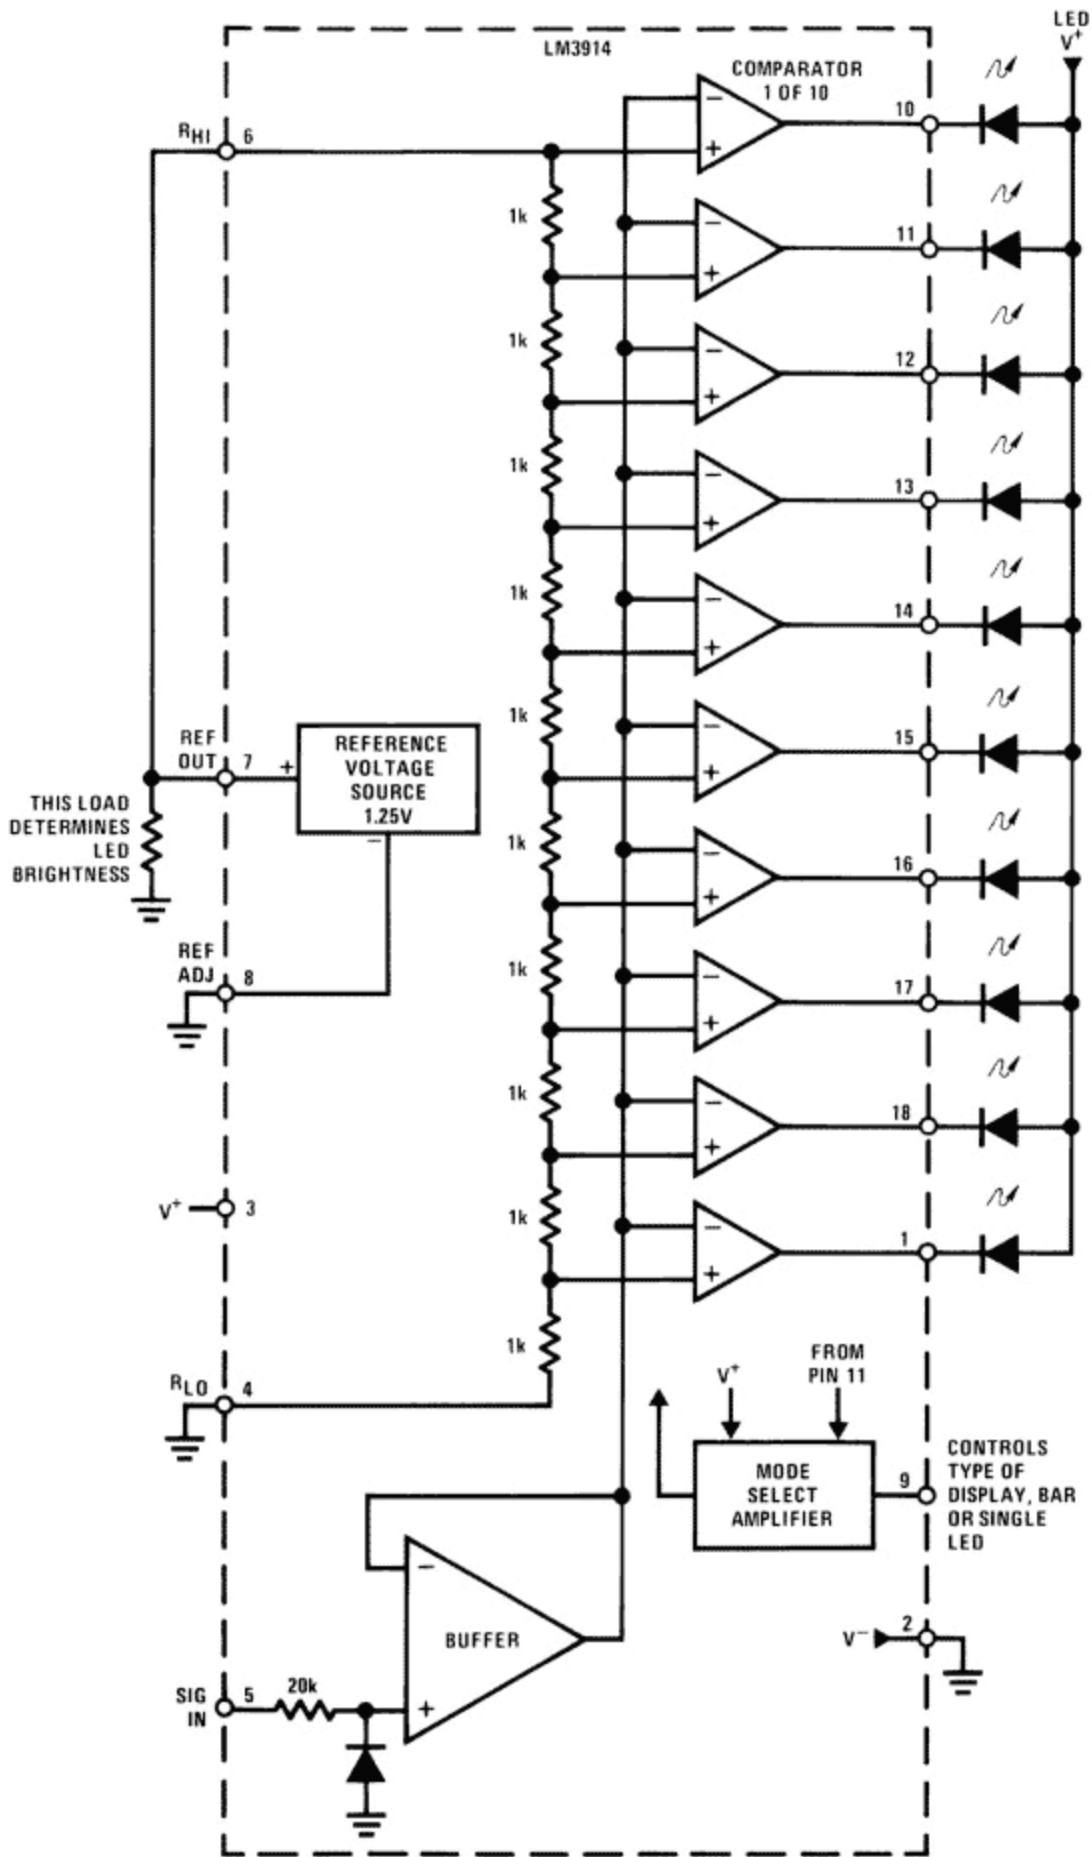 LED
V+
LM3914
COMPARATOR
1 OF 10
−
+
10
RHI
6
1k
−
+
11
1k
−
+
12
1k
−
+
13
1k
−
+
14
1k
−
+
15
REF
OUT
7
+
REFERENCE
VOLTAGE
SOURCE
1.25V
−
THIS LOAD
DETERMINES
LED
BRIGHTNESS
1k
−
+
16
REF
ADJ
8
1k
−
+
17
1k
−
+
18
V+
3
1k
−
+
1
1k
RLO
4
V+
FROM
PIN 11
MODE
SELECT
AMPLIFIER
9
CONTROLS
TYPE OF
DISPLAY, BAR
OR SINGLE
LED
−
BUFFER
+
V−
2
SIG
IN
5
20k